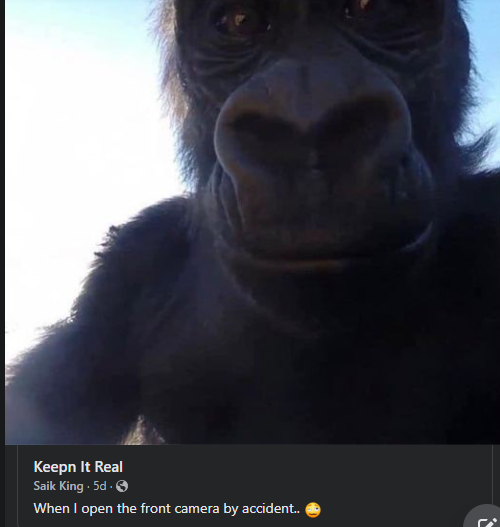 Keepn It Real
Saik King · 5d ·
When I open the front camera by accident.. 🙄